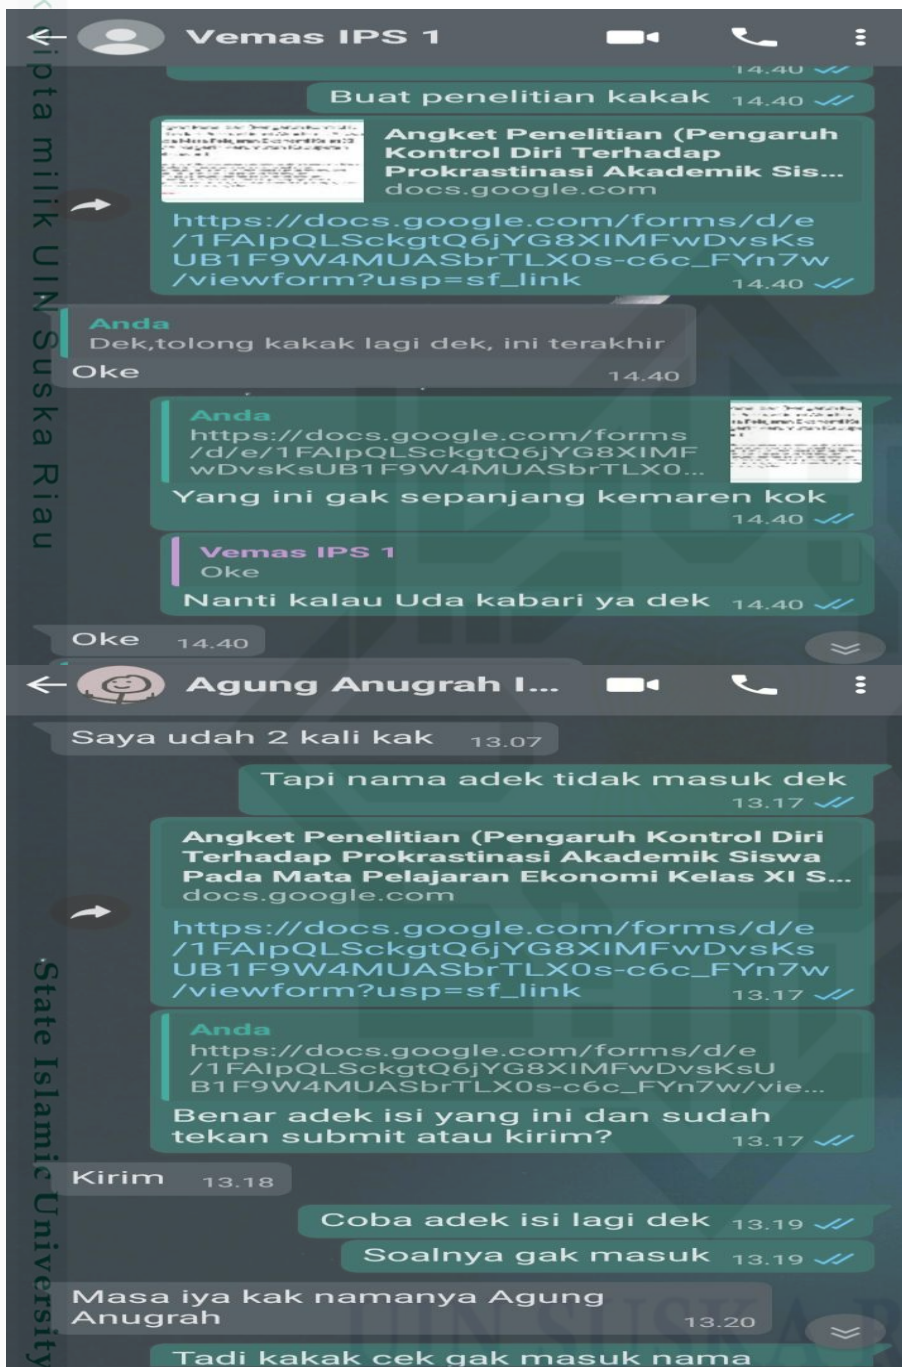 Vemas IPS 1
14.40
Buat penelitian kakak 14.40
Angket Penelitian (Pengaruh
Kontrol Diri Terhadap
Prokrastinasi Akademik Sis...
docs.google.com
https://docs.google.com/forms/d/e
/1FAIpQLSckgtQ6jYG8XIMFwDvsKs
UB1F9W4MUASbrTLX0s-c6c_FYn7w
/viewform?usp=sf_link 14.40
Anda
Dek,tolong kakak lagi dek, ini terakhir
Oke 14.40
Anda
https://docs.google.com/forms
/d/e/1FAIpQLSckgtQ6jYG8XIMF
wDvsKsUB1F9W4MUASbrTLX0...
Yang ini gak sepanjang kemaren kok
14.40
Vemas IPS 1
Oke
Nanti kalau Uda kabari ya dek 14.40
Oke 14.40
Agung Anugrah I...
Saya udah 2 kali kak 13.07
Tapi nama adek tidak masuk dek
13.17
Angket Penelitian (Pengaruh Kontrol Diri
Terhadap Prokrastinasi Akademik Siswa
Pada Mata Pelajaran Ekonomi Kelas XI S...
docs.google.com
https://docs.google.com/forms/d/e
/1FAIpQLSckgtQ6jYG8XIMFwDvsKs
UB1F9W4MUASbrTLX0s-c6c_FYn7w
/viewform?usp=sf_link 13.17
Anda
https://docs.google.com/forms/d/e
/1FAIpQLSckgtQ6jYG8XIMFwDvsKsU
B1F9W4MUASbrTLX0s-c6c_FYn7w/vie...
Benar adek isi yang ini dan sudah
tekan submit atau kirim? 13.17
Kirim 13.18
Coba adek isi lagi dek 13.19
Soalnya gak masuk 13.19
Masa iya kak namanya Agung
Anugrah 13.20
Tadi kakak cek gak masuk nama
k cipta milik UIN Suska Riau
State Islamic University
UIN SUSKA R